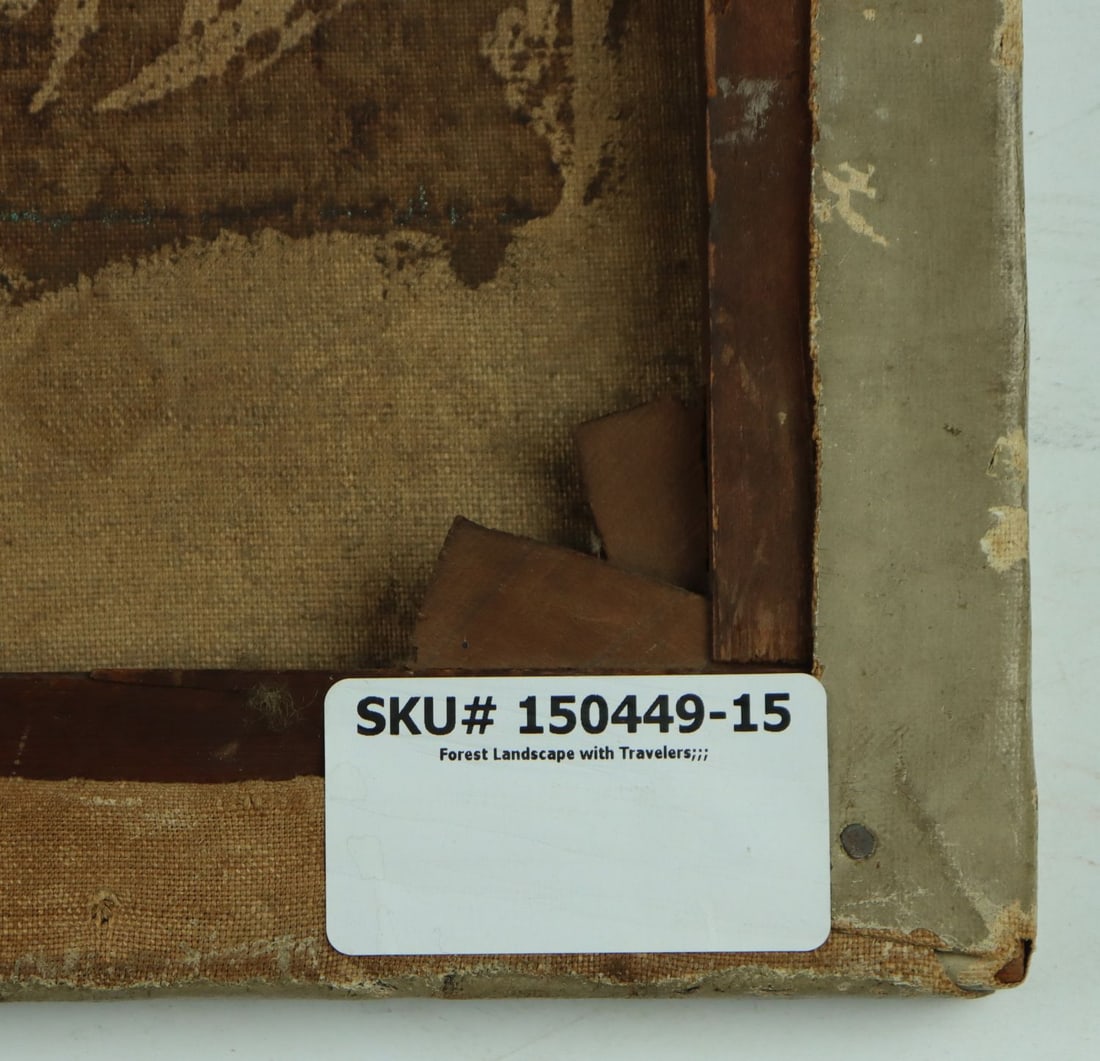 SKU# 150449-15
Forest Landscape with Travelers;;;